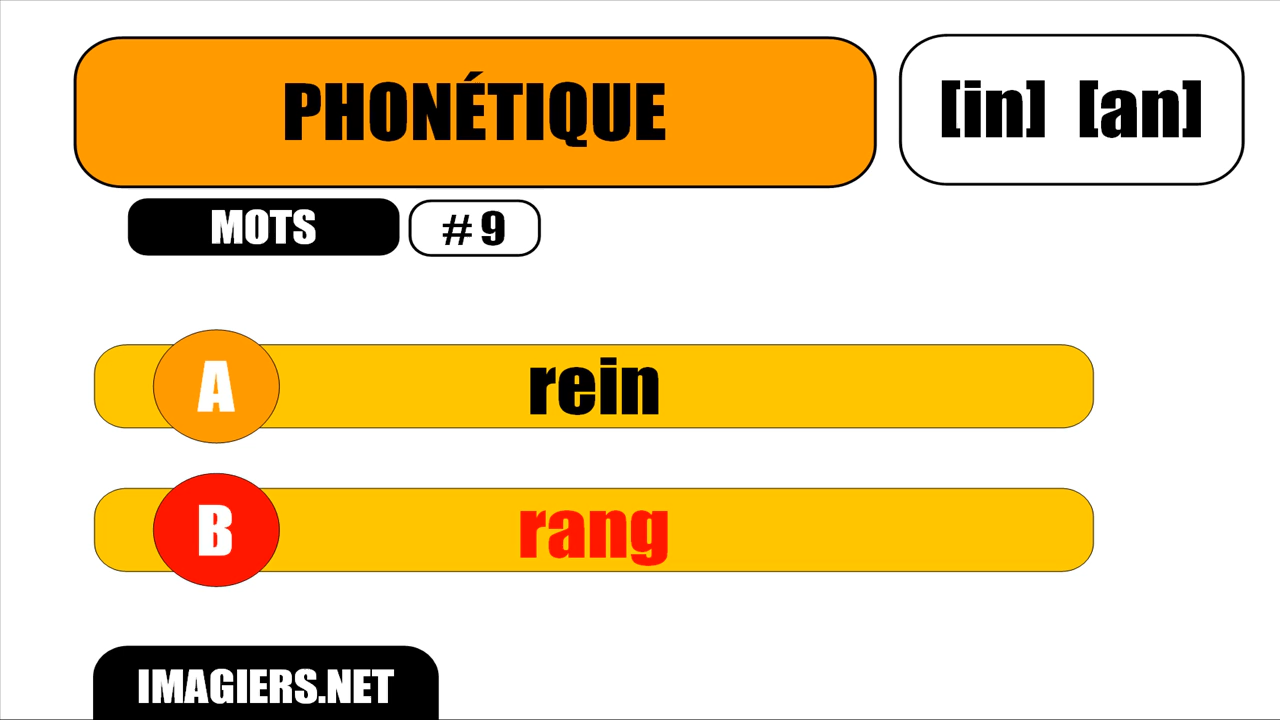 PHONÉTIQUE
[in] [an]
MOTS
# 9
A
rein
B
rang
IMAGIERS.NET